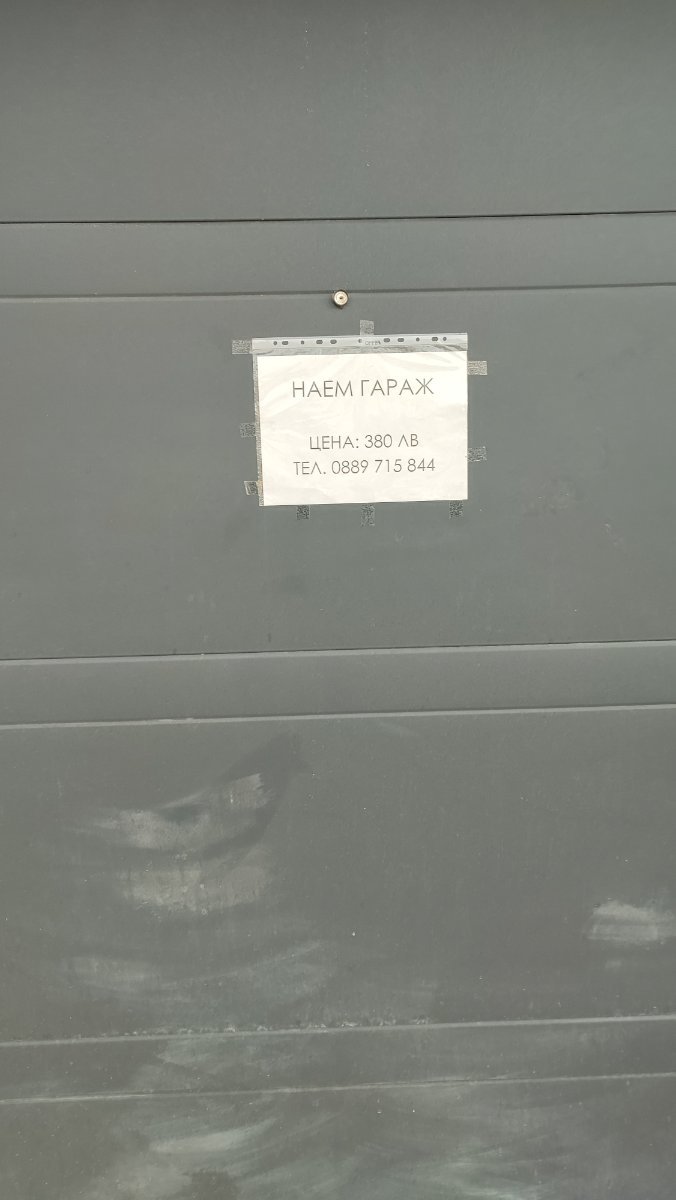 НАЕМ ГАРАЖ
ЦЕНА: 380 ЛВ
ТЕЛ. 0889 715 844